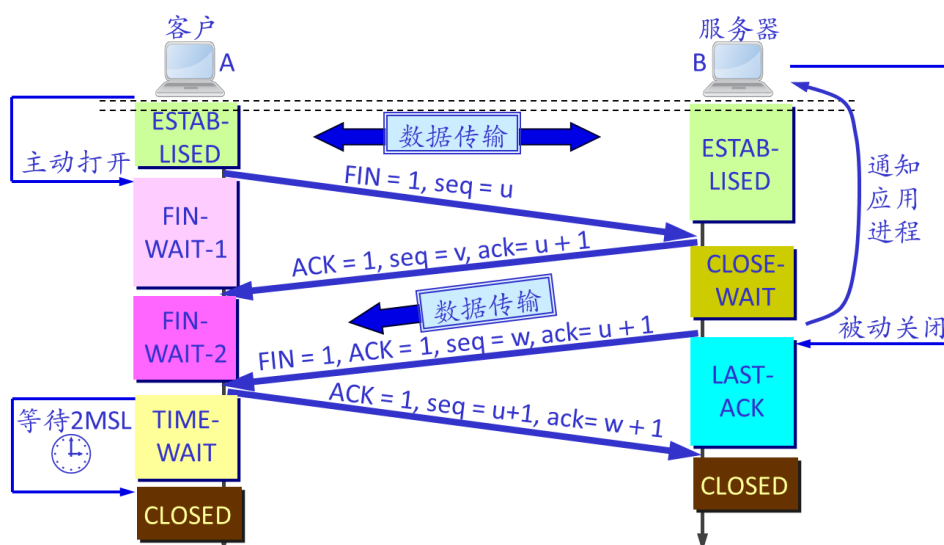 客户
服务器
A
B
ESTAB-
LISED
数据传输
ESTAB-
LISED
主动打开
通知
应用
进程
FIN = 1, seq = u
FIN-
WAIT-1
ACK = 1, seq = v, ack= u + 1
CLOSE-
WAIT
数据传输
FIN-
WAIT-2
FIN = 1, ACK = 1, seq = w, ack= u + 1
被动关闭
LAST-
ACK
ACK = 1, seq = u+1, ack= w + 1
等待2MSL
TIME-
WAIT
CLOSED
CLOSED